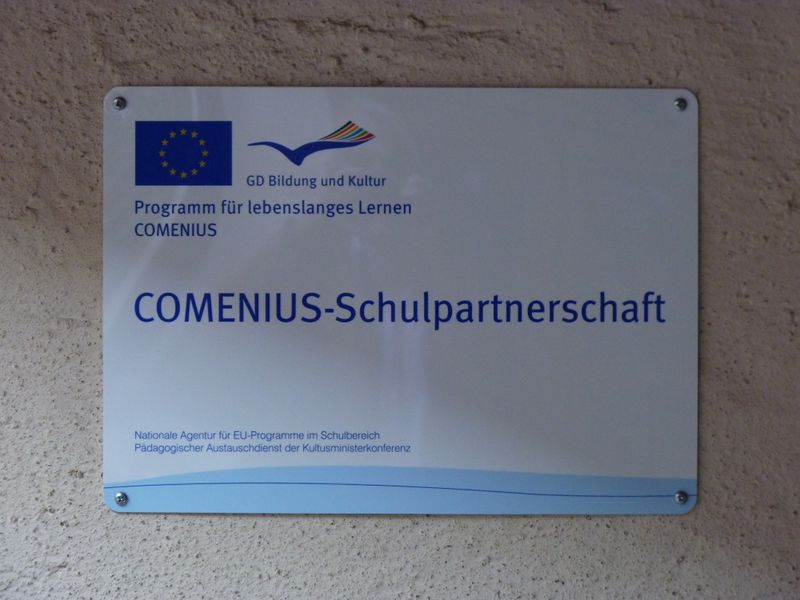 GD Bildung und Kultur
Programm für lebenslanges Lernen
COMENIUS
COMENIUS-Schulpartnerschaft
Nationale Agentur für EU-Programme im Schulbereich
Pädagogischer Austauschdienst der Kultusministerkonferenz